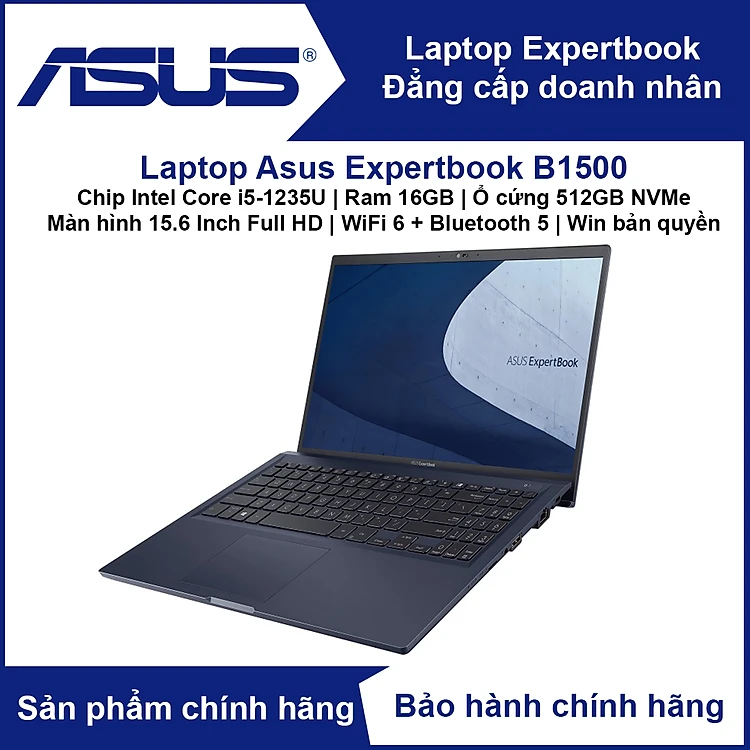 ASUS®
Laptop Expertbook
Đẳng cấp doanh nhân
Laptop Asus Expertbook B1500
Chip Intel Core i5-1235U | Ram 16GB | Ổ cứng 512GB NVMe
Màn hình 15.6 Inch Full HD | WiFi 6 + Bluetooth 5 | Win bản quyền
ASUS ExpertBook
ASUS ExpertBook
Sản phẩm chính hãng
Bảo hành chính hãng